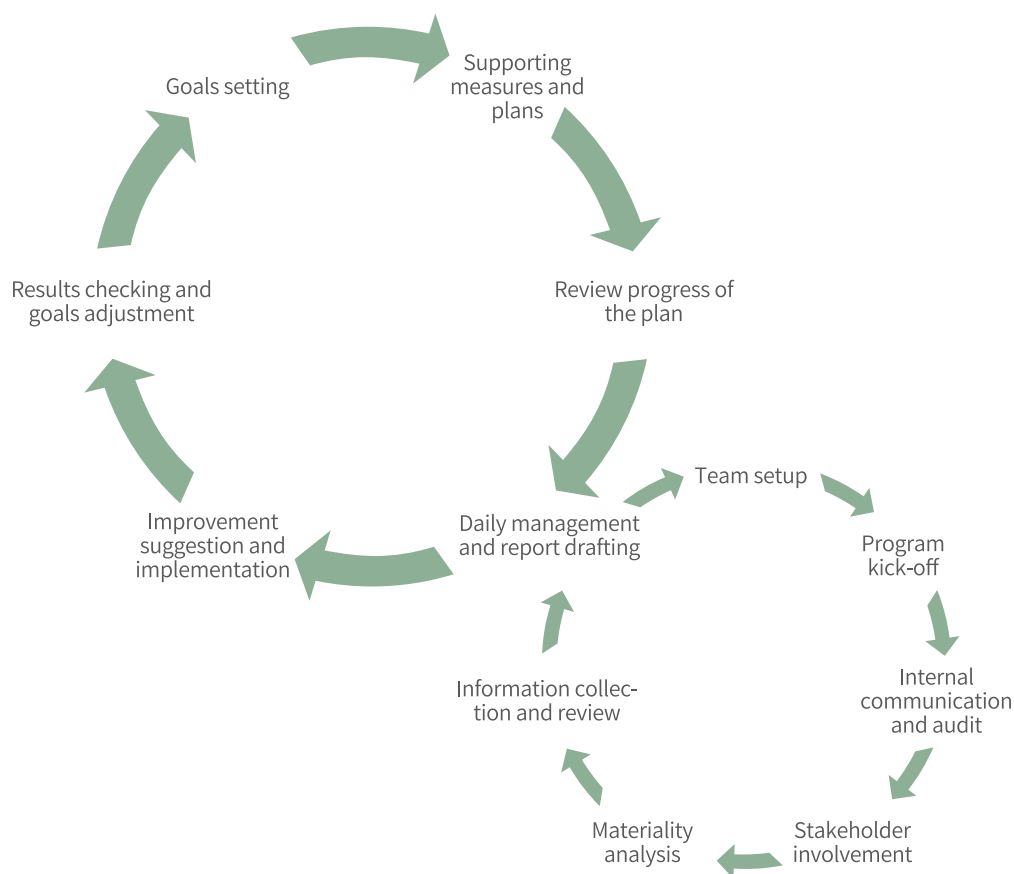 Goals setting
Supporting
measures and
plans
Review progress of
the plan
Results checking and
goals adjustment
Improvement
suggestion and
implementation
Daily management
and report drafting
Team setup
Program
kick-off
Internal
communication
and audit
Stakeholder
involvement
Materiality
analysis
Information collec-
tion and review